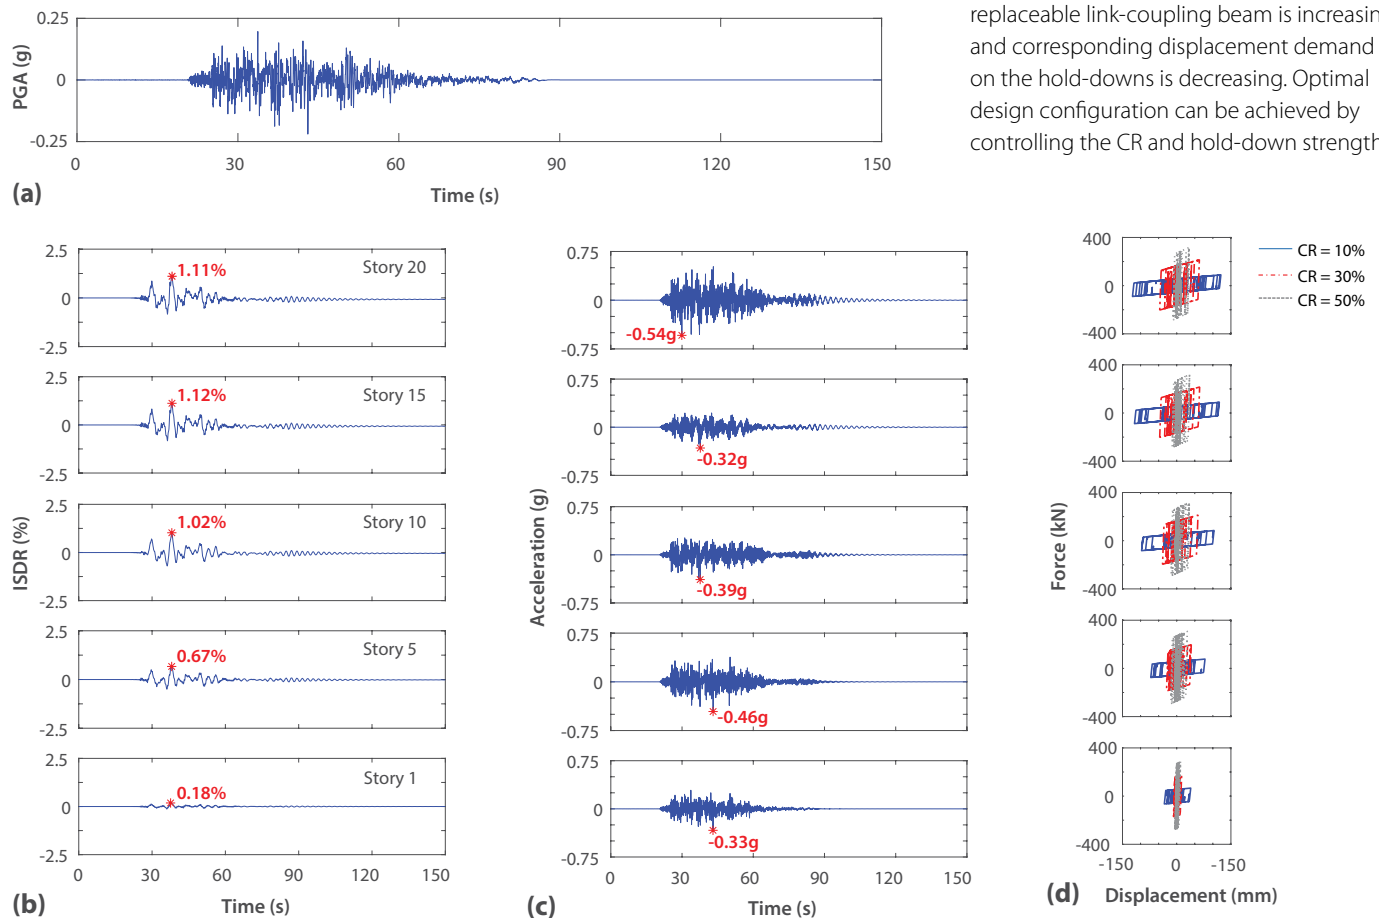 replaceable link-coupling beam is increasin
and corresponding displacement demand
on the hold-downs is decreasing. Optimal
design configuration can be achieved by
controlling the CR and hold-down strength
PGA (g)
0.25
0
-0.25
0 30 60 90 120 150
Time (s)
(a)
ISDR (%)
2.5
0
-2.5
1.11%
Story 20
2.5
0
-2.5
1.12%
Story 15
2.5
0
-2.5
1.02%
Story 10
2.5
0
-2.5
0.67%
Story 5
2.5
0
-2.5
0.18%
Story 1
0 30 60 90 120 150
Time (s)
(b)
Acceleration (g)
0.75
0
-0.75
-0.54g
0.75
0
-0.75
-0.32g
0.75
0
-0.75
-0.39g
0.75
0
-0.75
-0.46g
0.75
0
-0.75
-0.33g
0 30 60 90 120 150
Time (s)
(c)
Force (kN)
400
0
-400
400
0
-400
400
0
-400
400
0
-400
400
0
-400
-150 0 -150
Displacement (mm)
(d)
CR = 10%
CR = 30%
CR = 50%